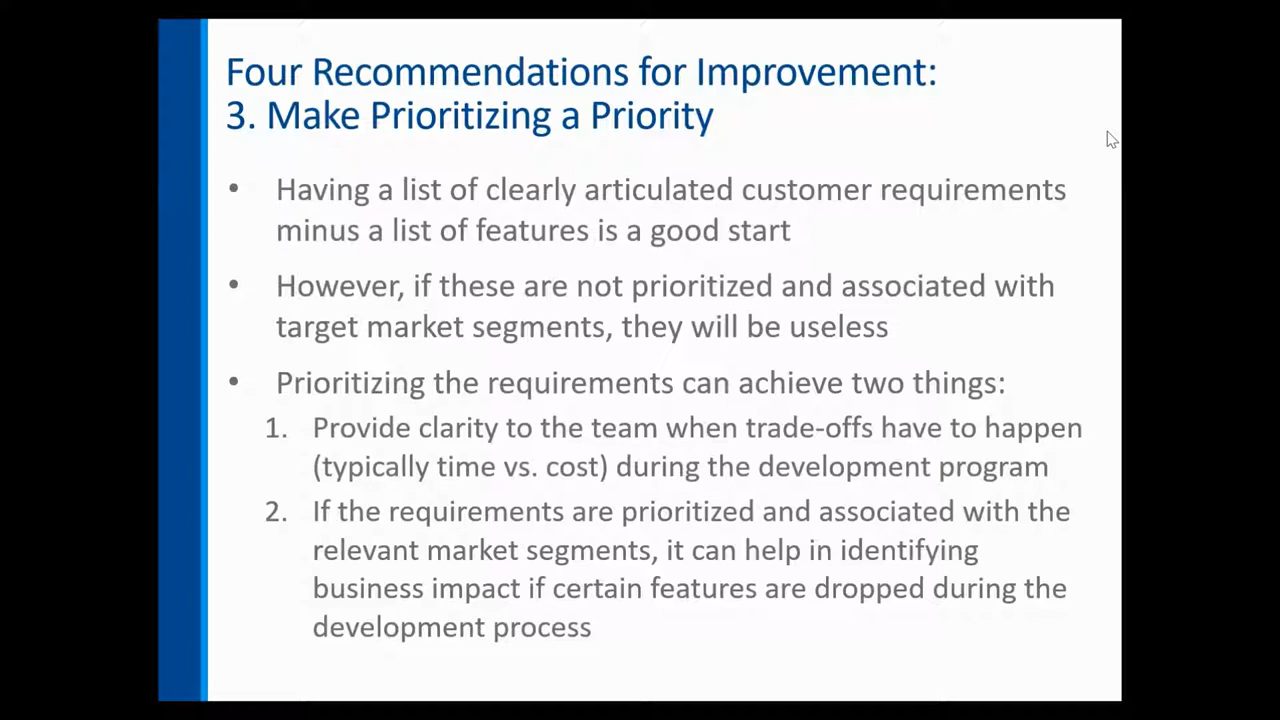 Four Recommendations for Improvement:
3. Make Prioritizing a Priority
• Having a list of clearly articulated customer requirements
minus a list of features is a good start
• However, if these are not prioritized and associated with
target market segments, they will be useless
• Prioritizing the requirements can achieve two things:
1. Provide clarity to the team when trade-offs have to happen
(typically time vs. cost) during the development program
2. If the requirements are prioritized and associated with the
relevant market segments, it can help in identifying
business impact if certain features are dropped during the
development process